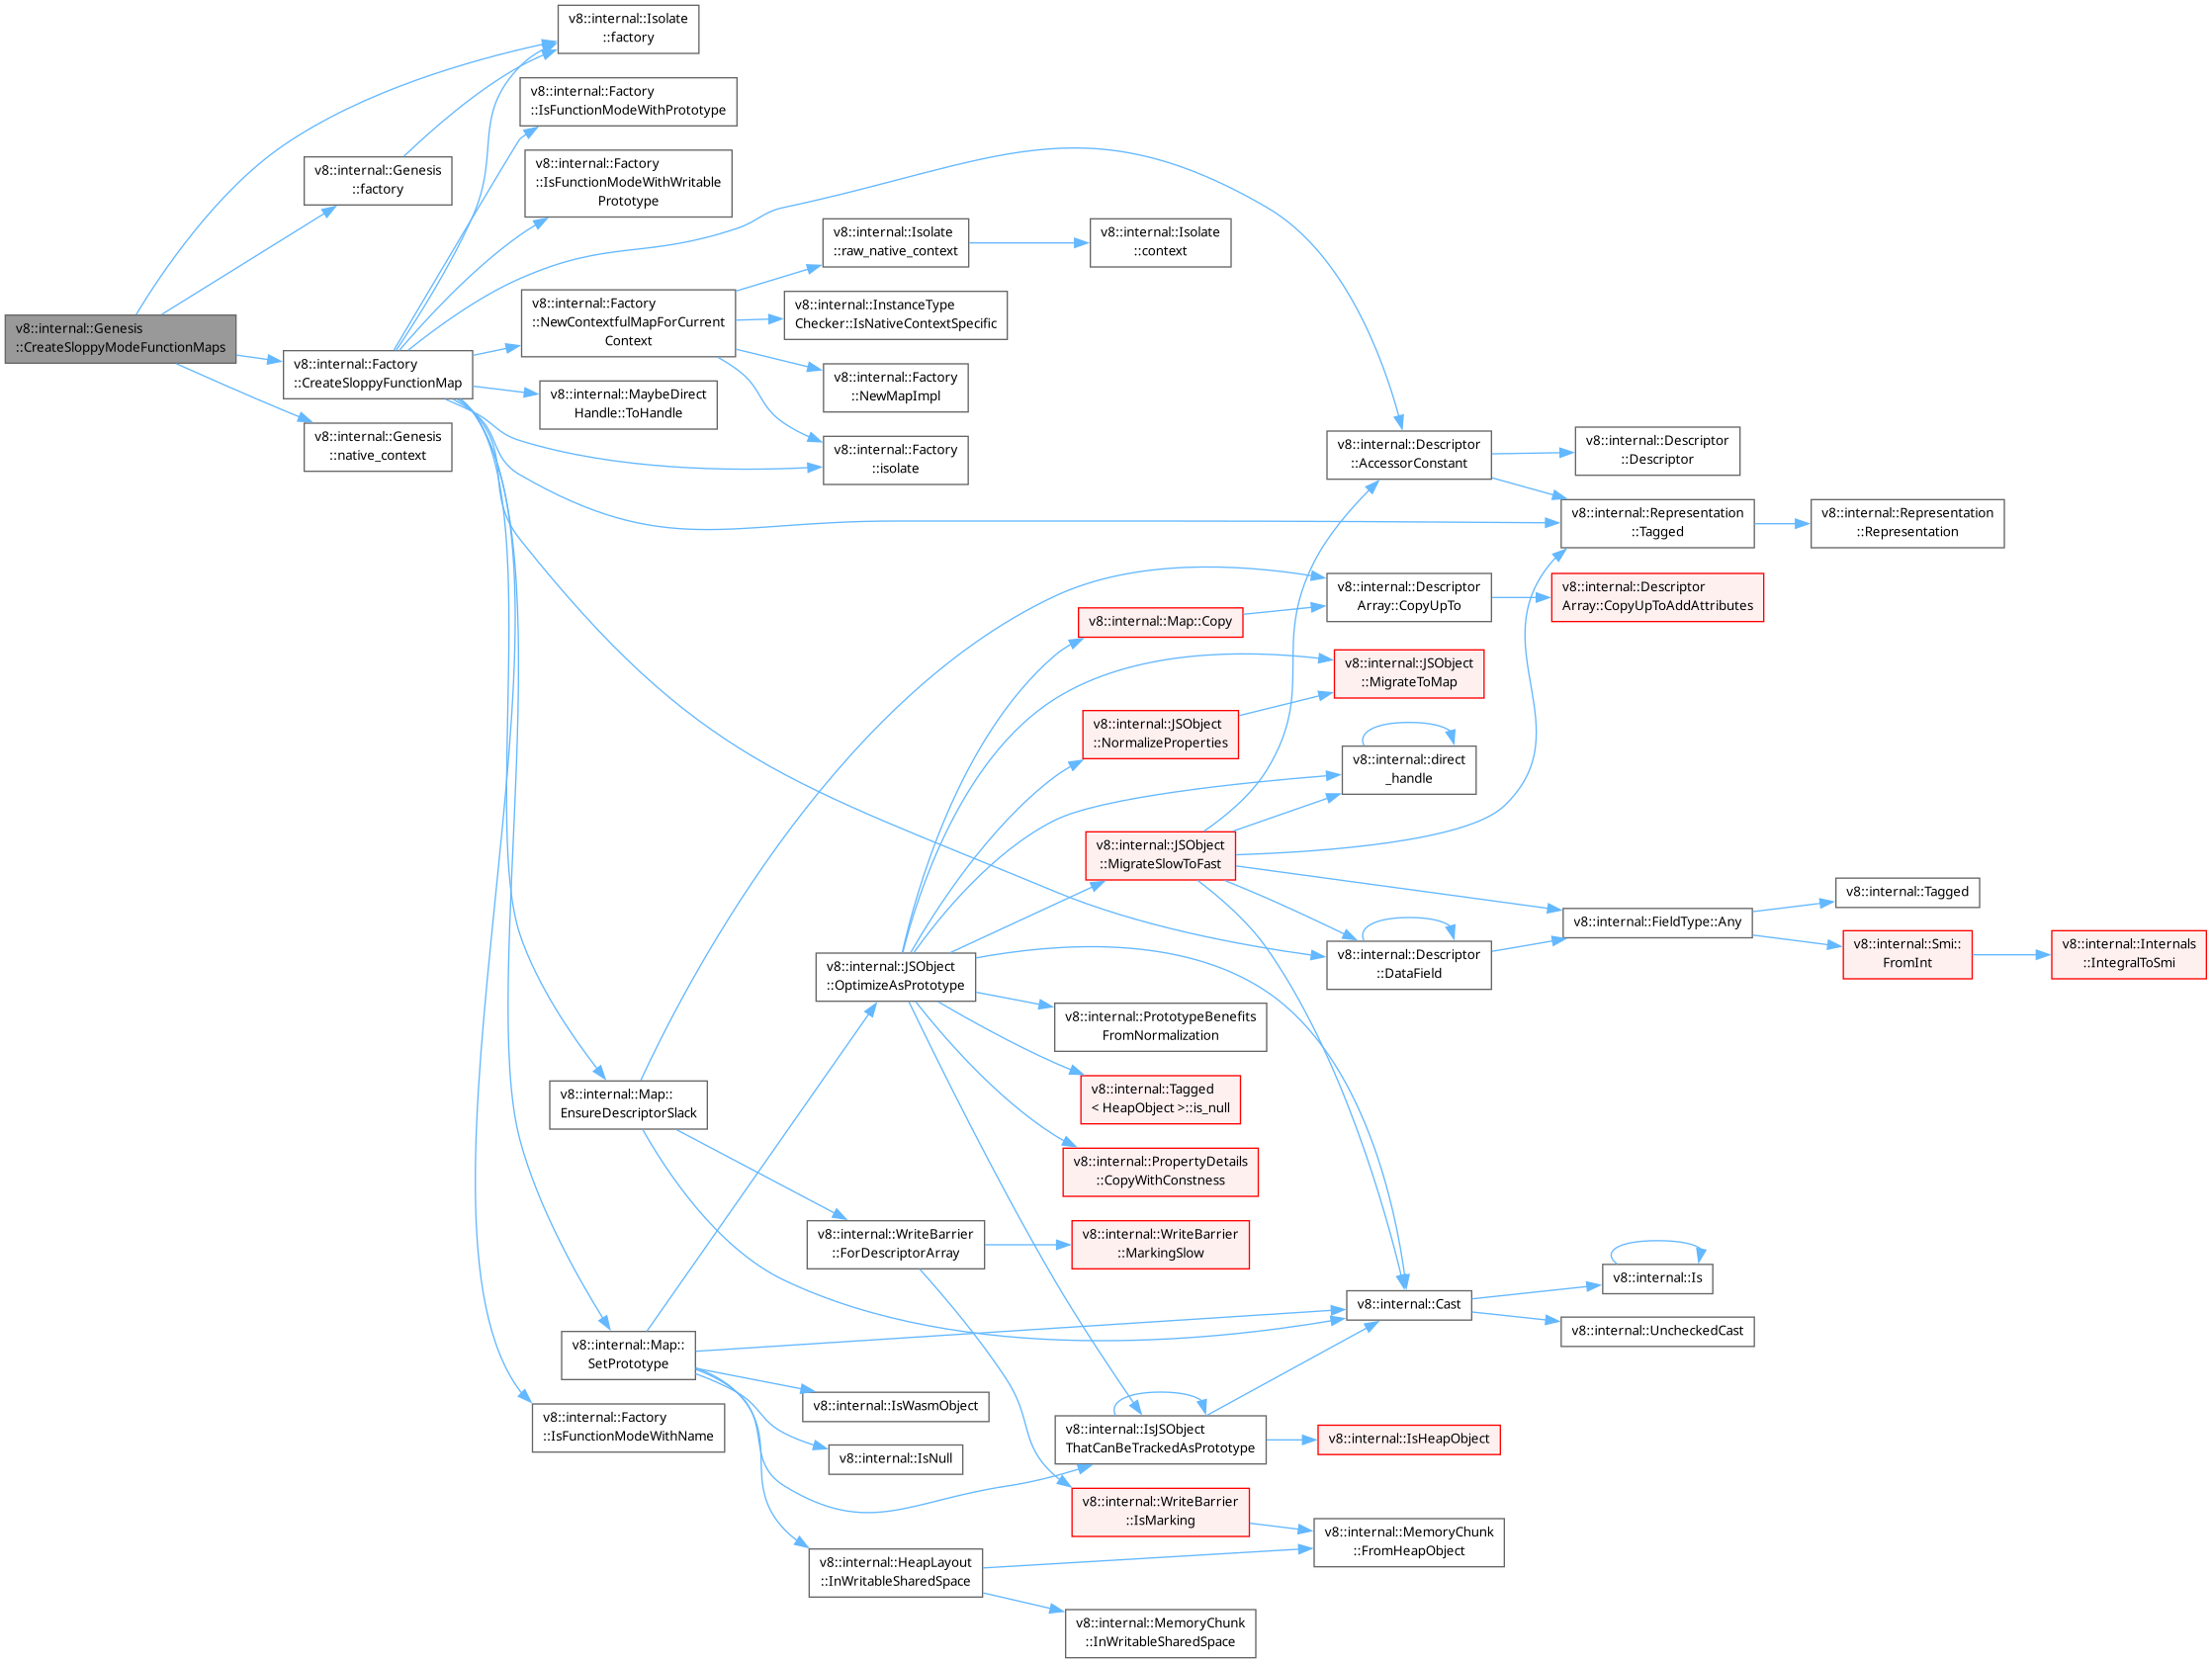 v8::internal::Genesis
::CreateSloppyModeFunctionMaps
v8::internal::Isolate
::factory
v8::internal::Genesis
::factory
v8::internal::Factory
::CreateSloppyFunctionMap
v8::internal::Genesis
::native_context
v8::internal::Factory
::IsFunctionModeWithPrototype
v8::internal::Factory
::IsFunctionModeWithWritable
Prototype
v8::internal::Factory
::NewContextfulMapForCurrent
Context
v8::internal::MaybeDirect
Handle::ToHandle
v8::internal::Isolate
::raw_native_context
v8::internal::InstanceType
Checker::IsNativeContextSpecific
v8::internal::Factory
::NewMapImpl
v8::internal::Factory
::isolate
v8::internal::Isolate
::context
v8::internal::Descriptor
::AccessorConstant
v8::internal::Descriptor
::Descriptor
v8::internal::Representation
::Tagged
v8::internal::Representation
::Representation
v8::internal::Descriptor
Array::CopyUpTo
v8::internal::Descriptor
Array::CopyUpToAddAttributes
v8::internal::Map::Copy
v8::internal::JSObject
::MigrateToMap
v8::internal::JSObject
::NormalizeProperties
v8::internal::direct
_handle
v8::internal::JSObject
::MigrateSlowToFast
v8::internal::Tagged
v8::internal::FieldType::Any
v8::internal::Smi::
FromInt
v8::internal::Internals
::IntegralToSmi
v8::internal::Descriptor
::DataField
v8::internal::JSObject
::OptimizeAsPrototype
v8::internal::PrototypeBenefits
FromNormalization
v8::internal::Tagged
< HeapObject >::is_null
v8::internal::PropertyDetails
::CopyWithConstness
v8::internal::Map::
EnsureDescriptorSlack
v8::internal::WriteBarrier
::ForDescriptorArray
v8::internal::WriteBarrier
::MarkingSlow
v8::internal::Cast
v8::internal::Is
v8::internal::UncheckedCast
v8::internal::Map::
SetPrototype
v8::internal::IsWasmObject
v8::internal::Factory
::IsFunctionModeWithName
v8::internal::IsNull
v8::internal::IsJSObject
ThatCanBeTrackedAsPrototype
v8::internal::IsHeapObject
v8::internal::WriteBarrier
::IsMarking
v8::internal::MemoryChunk
::FromHeapObject
v8::internal::HeapLayout
::InWritableSharedSpace
v8::internal::MemoryChunk
::InWritableSharedSpace